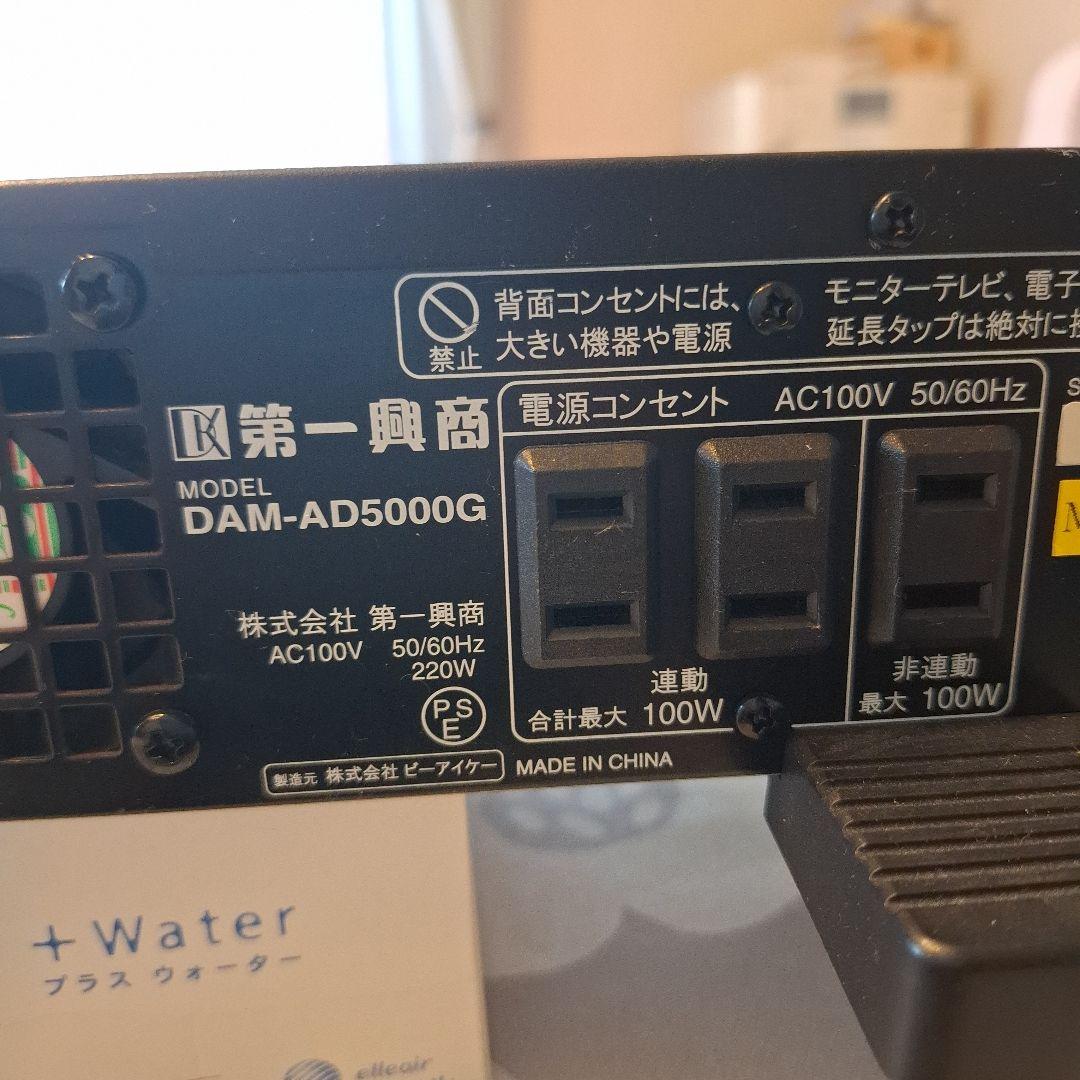 背面コンセントには、
大きい機器や電源
モニターテレビ、電子
延長タップは絶対に接
禁止
DK 第一興商
MODEL
DAM-AD5000G
株式会社 第一興商
AC100V 50/60Hz
220W
PSE
製造元 株式会社 ビーアイケー
電源コンセント AC100V 50/60Hz
連動
合計最大 100W
非連動
最大 100W
MADE IN CHINA
+Water
プラス ウォーター
elleair